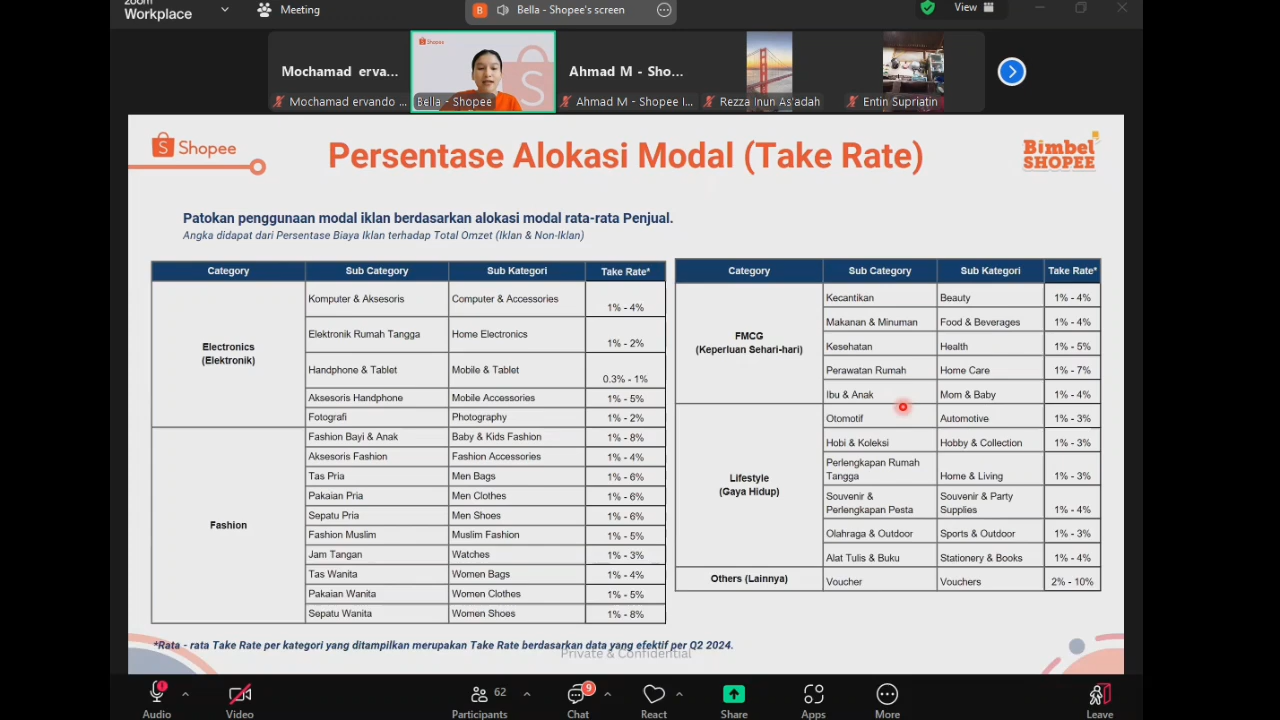 zoom
Workplace
Meeting
B
Bella - Shopee's screen
View
Mochamad erva...
Mochamad ervando ...
Shopee
Bella - Shopee
Ahmad M - Sho...
Ahmad M - Shopee I...
Rezza Inun As'adah
Entin Supriatin
Shopee
Persentase Alokasi Modal (Take Rate)
Bimbel
SHOPEE
Patokan penggunaan modal iklan berdasarkan alokasi modal rata-rata Penjual.
Angka didapat dari Persentase Biaya Iklan terhadap Total Omzet (Iklan & Non-Iklan)
Category Sub Category Sub Kategori Take Rate*
Electronics
(Elektronik)
Komputer & Aksesoris Computer & Accessories 1% - 4%
Elektronik Rumah Tangga Home Electronics 1% - 2%
Handphone & Tablet Mobile & Tablet 0.3% - 1%
Aksesoris Handphone Mobile Accessories 1% - 5%
Fotografi Photography 1% - 2%
Fashion
Fashion Bayi & Anak Baby & Kids Fashion 1% - 8%
Aksesoris Fashion Fashion Accessories 1% - 4%
Tas Pria Men Bags 1% - 6%
Pakaian Pria Men Clothes 1% - 6%
Sepatu Pria Men Shoes 1% - 6%
Fashion Muslim Muslim Fashion 1% - 5%
Jam Tangan Watches 1% - 3%
Tas Wanita Women Bags 1% - 4%
Pakaian Wanita Women Clothes 1% - 5%
Sepatu Wanita Women Shoes 1% - 8%
Category Sub Category Sub Kategori Take Rate*
FMCG
(Keperluan Sehari-hari)
Kecantikan Beauty 1% - 4%
Makanan & Minuman Food & Beverages 1% - 4%
Kesehatan Health 1% - 5%
Perawatan Rumah Home Care 1% - 7%
Ibu & Anak Mom & Baby 1% - 4%
Lifestyle
(Gaya Hidup)
Otomotif Automotive 1% - 3%
Hobi & Koleksi Hobby & Collection 1% - 3%
Perlengkapan Rumah
Tangga Home & Living 1% - 3%
Souvenir & Souvenir & Party
Perlengkapan Pesta Supplies 1% - 4%
Olahraga & Outdoor Sports & Outdoor 1% - 3%
Alat Tulis & Buku Stationery & Books 1% - 4%
Others (Lainnya) Voucher Vouchers 2% - 10%
*Rata - rata Take Rate per kategori yang ditampilkan merupakan Take Rate berdasarkan data yang efektif per Q2 2024.
Private & Confidential
Audio
Video
62
Participants
9
Chat
React
Share
Apps
More
Leave